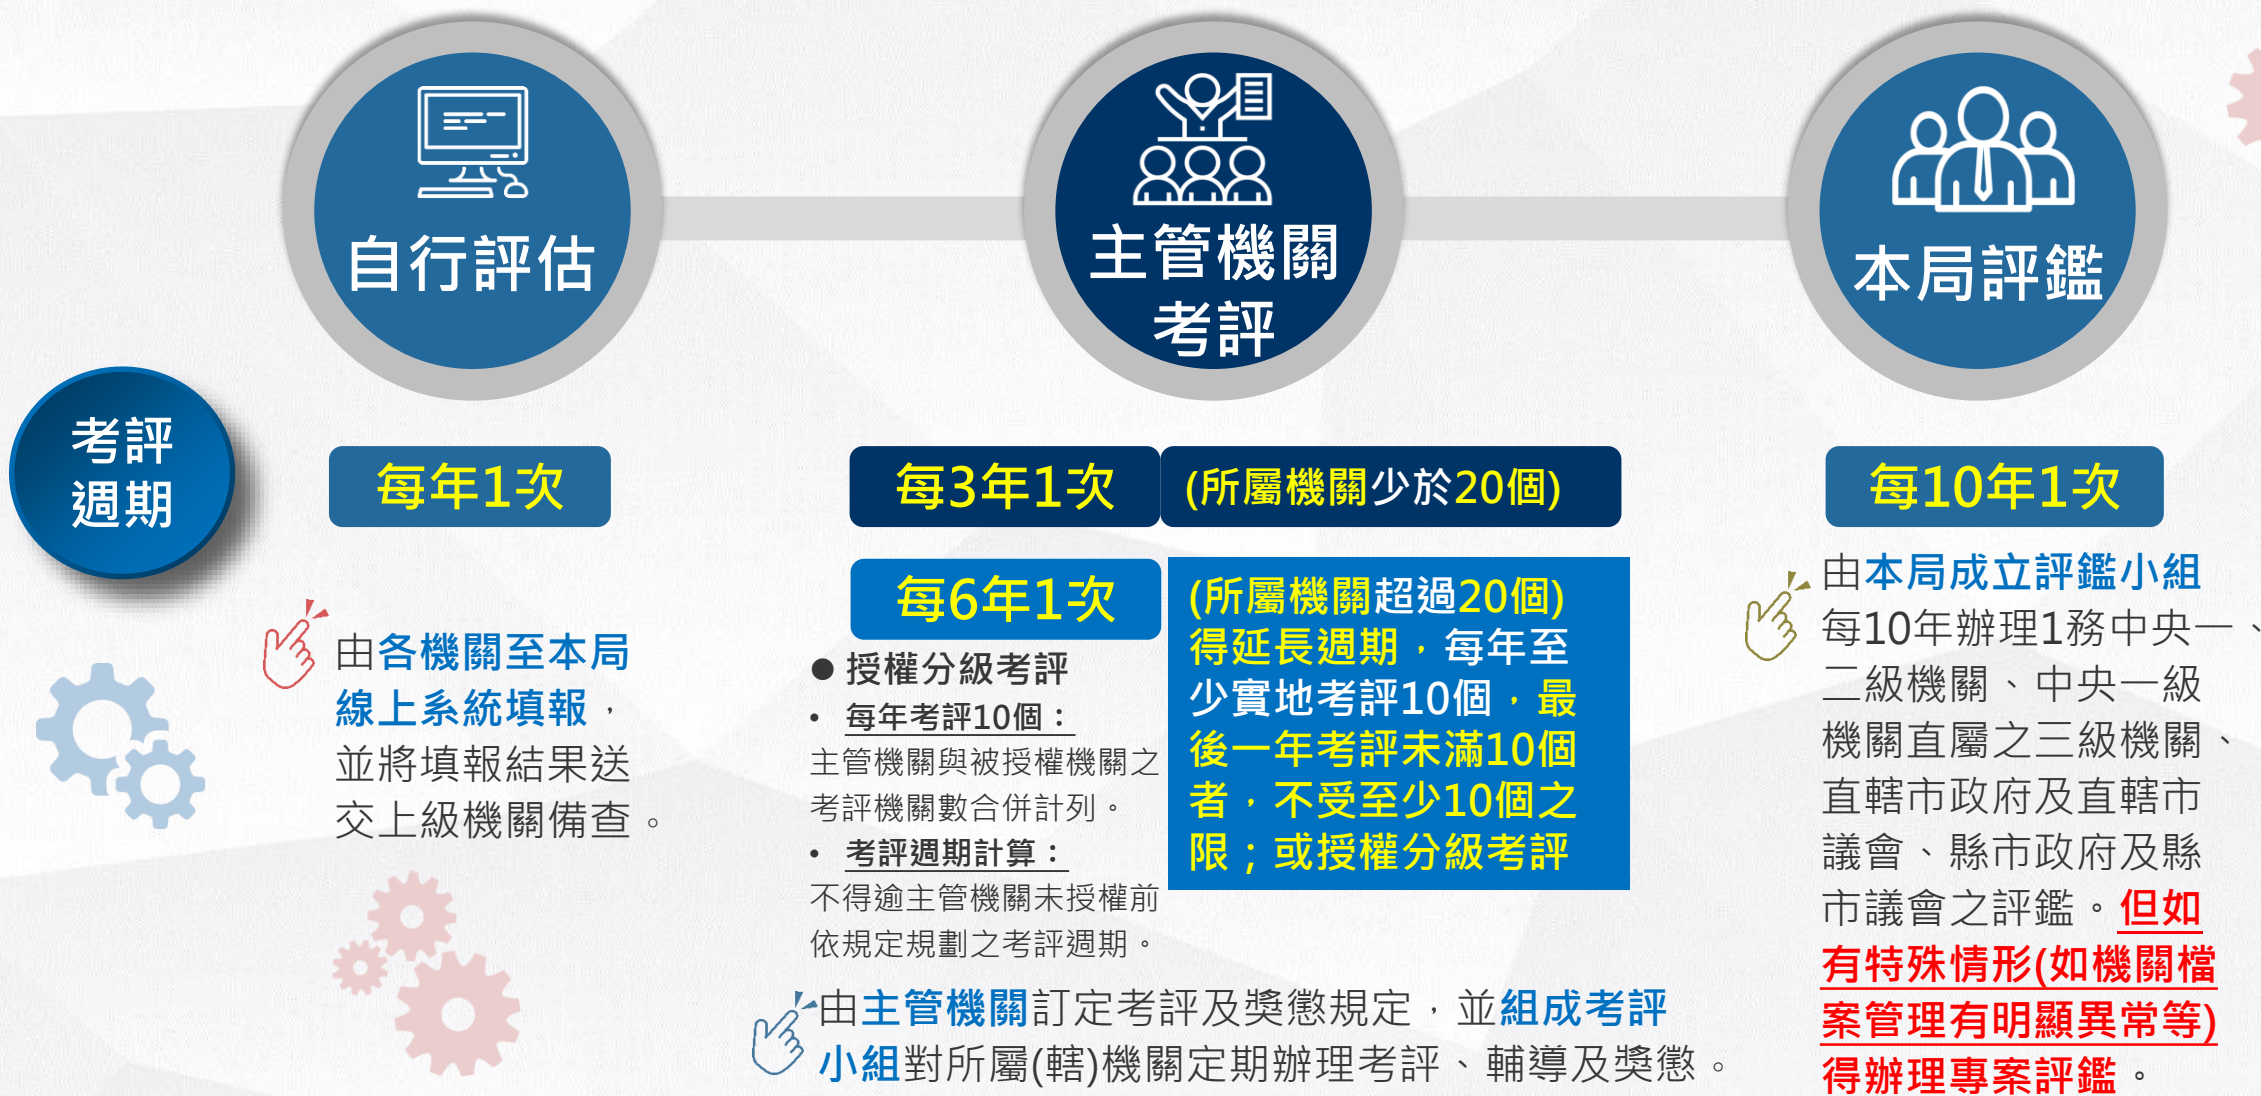 自行評估
主管機關
考評
本局評鑑
考評
週期
每年1次
由各機關至本局
線上系統填報，
並將填報結果送
交上級機關備查。
每3年1次
(所屬機關少於20個)
每6年1次
(所屬機關超過20個)
得延長週期，每年至
少實地考評10個，最
後一年考評未滿10個
者，不受至少10個之
限；或授權分級考評
●授權分級考評
• 每年考評10個：
主管機關與被授權機關之
考評機關數合併計列。
• 考評週期計算：
不得逾主管機關未授權前
依規定規劃之考評週期。
由主管機關訂定考評及獎懲規定，並組成考評
小組對所屬(轄)機關定期辦理考評、輔導及獎懲。
每10年1次
由本局成立評鑑小組
每10年辦理1務中央一、
二級機關、中央一級
機關直屬之三級機關、
直轄市政府及直轄市
議會、縣市政府及縣
市議會之評鑑。但如
有特殊情形(如機關檔
案管理有明顯異常等)
得辦理專案評鑑。